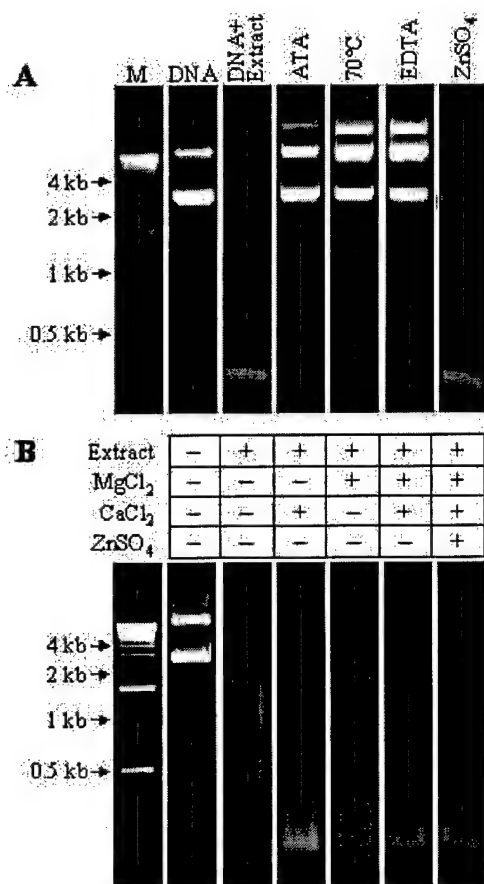 A
M DNA DNA+ Extract ATA 70°C EDTA ZnSO₄
4 kb
2 kb
1 kb
0.5 kb
B
Extract - + + + + +
MgCl₂ - - - + + +
CaCl₂ - - + - + +
ZnSO₄ - - - - - +
4 kb
2 kb
1 kb
0.5 kb